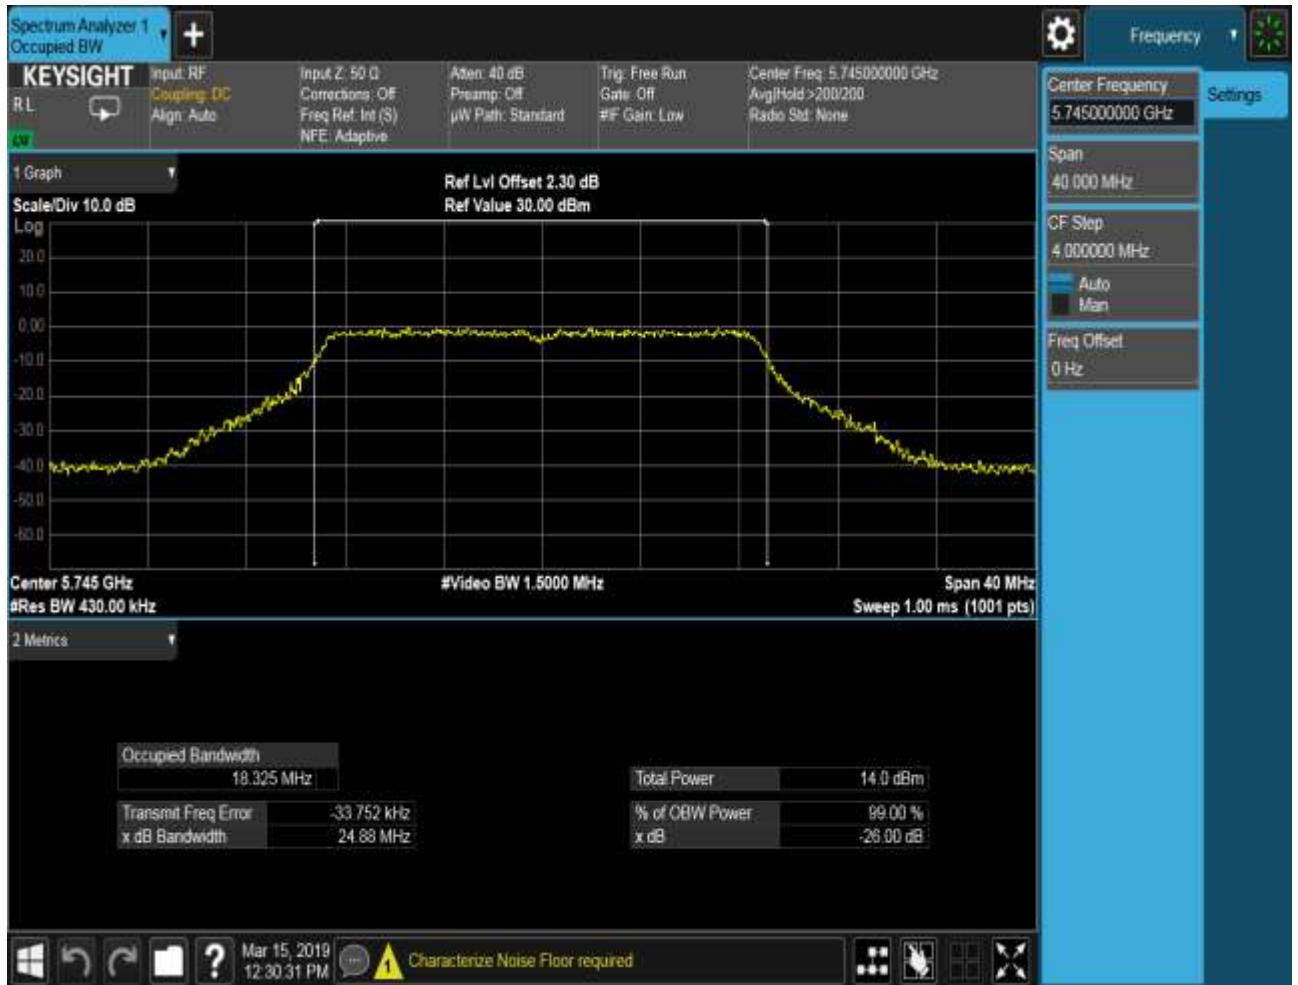 Spectrum Analyzer 1
Occupied BW
Frequency
KEYSIGHT
RL
LW
Input: RF
Coupling: DC
Align: Auto
Input Z: 50 Ω
Corrections: Off
Freq Ref: Int (S)
NFE: Adaptive
Atten: 40 dB
Preamp: Off
µW Path: Standard
Trig: Free Run
Gate: Off
#IF Gain: Low
Center Freq: 5.745000000 GHz
Avg|Hold:>200/200
Radio Std: None
Center Frequency
5.745000000 GHz
Settings
Span
40.000 MHz
CF Step
4.000000 MHz
Auto
Man
Freq Offset
0 Hz
1 Graph
Scale/Div 10.0 dB
Ref Lvl Offset 2.30 dB
Ref Value 30.00 dBm
Log
20.0
10.0
0.00
-10.0
-20.0
-30.0
-40.0
-50.0
-60.0
Center 5.745 GHz
#Video BW 1.5000 MHz
Span 40 MHz
#Res BW 430.00 kHz
Sweep 1.00 ms (1001 pts)
2 Metrics
Occupied Bandwidth
18.325 MHz
Total Power 14.0 dBm
Transmit Freq Error -33.752 kHz
% of OBW Power 99.00 %
x dB Bandwidth 24.88 MHz
x dB -26.00 dB
?
Mar 15, 2019
12:30:31 PM
1
Characterize Noise Floor required